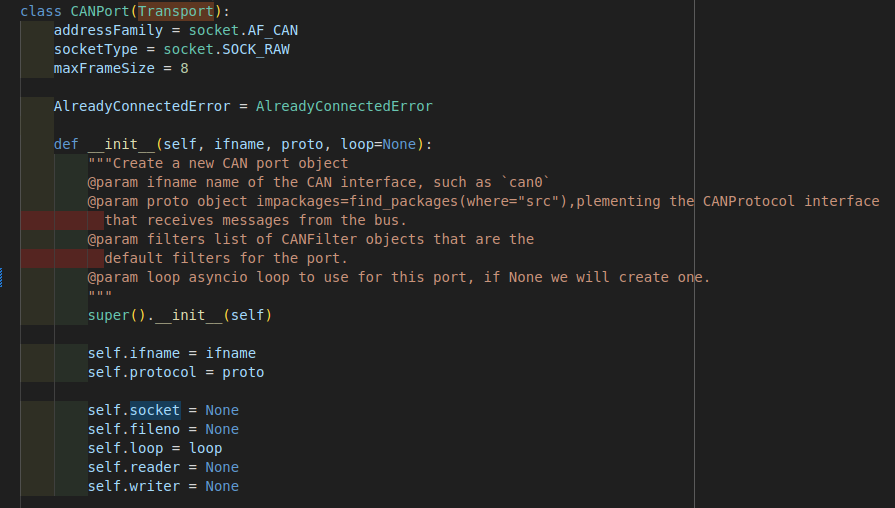 class CANPort(Transport):
addressFamily = socket.AF_CAN
socketType = socket.SOCK_RAW
maxFrameSize = 8
AlreadyConnectedError = AlreadyConnectedError
def __init__(self, ifname, proto, loop=None):
"""Create a new CAN port object
@param ifname name of the CAN interface, such as `can0`
@param proto object impackages=find_packages(where="src"),plementing the CANProtocol interface
that receives messages from the bus.
@param filters list of CANFilter objects that are the
default filters for the port.
@param loop asyncio loop to use for this port, if None we will create one.
"""
super().__init__(self)
self.ifname = ifname
self.protocol = proto
self.socket = None
self.fileno = None
self.loop = loop
self.reader = None
self.writer = None